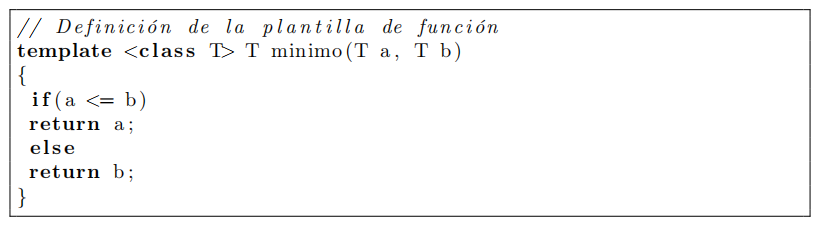 // Definición de la plantilla de función
template <class T> T minimo(T a, T b)
{
if(a <= b)
return a;
else
return b;
}